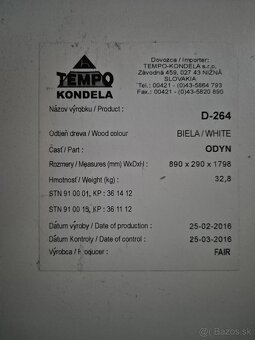 TEMPO
KONDELA
Dovozca / Importer:
TEMPO-KONDELA s.r.o.
Závodná 459, 027 43 NIŽNÁ
SLOVAKIA
Tel.: 00421 - (0)43-5864 793
Fax.: 00421 - (0)43-5820 890
Názov výrobku / Product :
D-264
Odtieň dreva / Wood colour
BIELA / WHITE
Časť / Part :
ODYN
Rozmery / Measures (mm) WxDxH :
890 x 290 x 1798
Hmotnosť / Weight (kg) :
32,8
STN 91 00 01, KP : 36 14 12
STN 91 00 15, KP : 36 11 12
Dátum výroby / Date of production :
25-02-2016
Dátum Kontroly / Date of control :
25-03-2016
Výrobca / Producer :
FAIR
bazos.sk